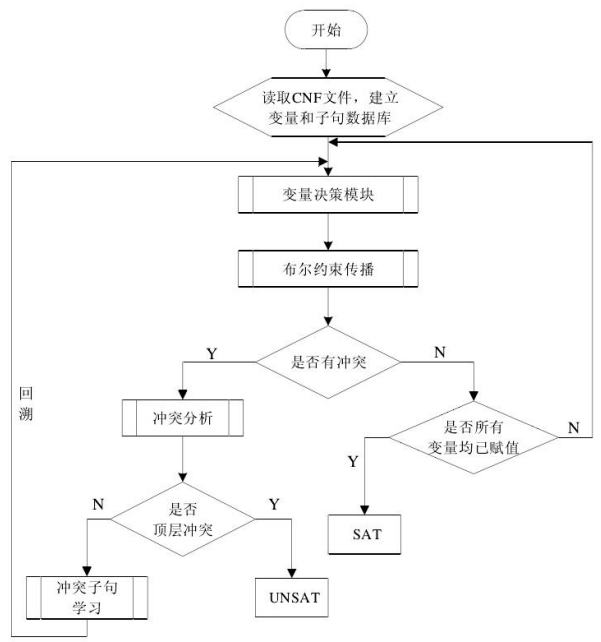 开始
读取CNF文件，建立
变量和子句数据库
变量决策模块
布尔约束传播
是否有冲突
Y
N
回
溯
冲突分析
是否所有
变量均已赋值
N
Y
是否
顶层冲突
N
Y
SAT
冲突子句
学习
UNSAT